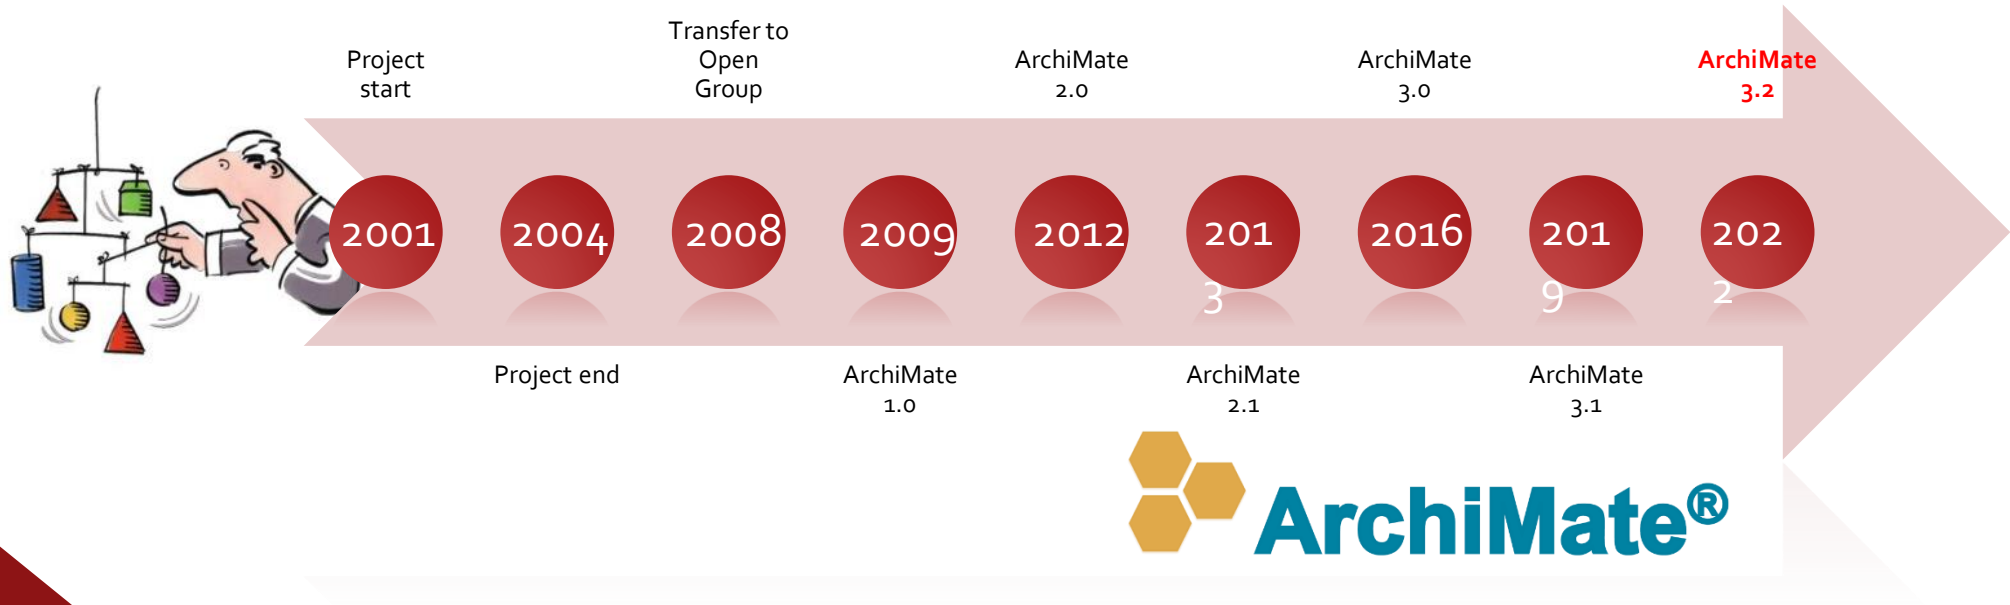 Project
start
Transfer to
Open
Group
ArchiMate
2.0
ArchiMate
3.0
ArchiMate
3.2
2001
2004
2008
2009
2012
201
3
2016
201
9
202
2
Project end
ArchiMate
1.0
ArchiMate
2.1
ArchiMate
3.1
ArchiMate®